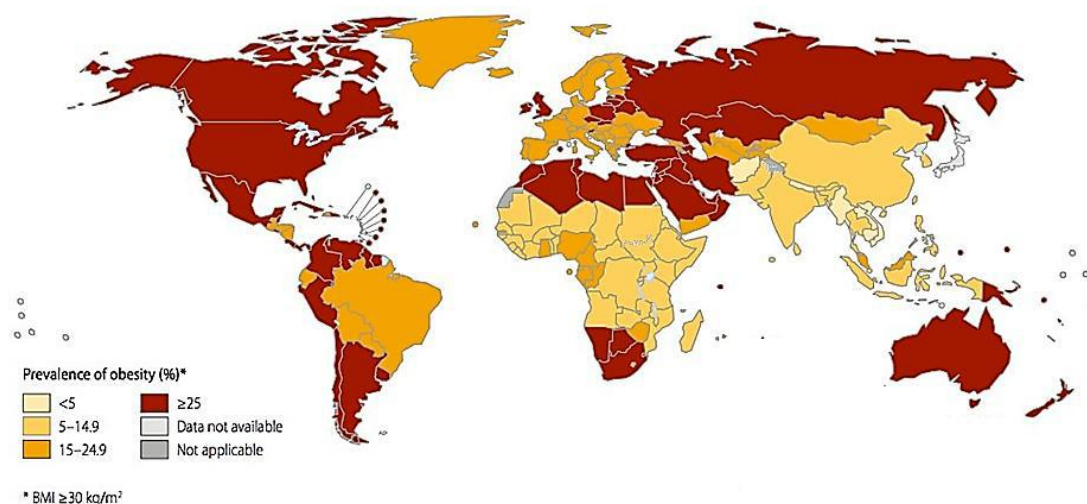 Prevalence of obesity (%)*
<5
≥25
5–14.9
Data not available
15–24.9
Not applicable
* BMI ≥30 kg/m²